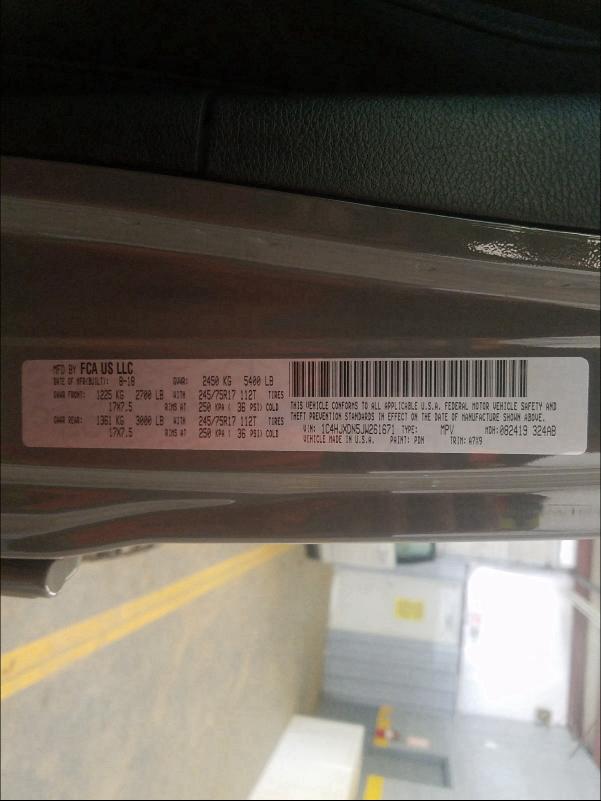 MFD BY FCA US LLC
DATE OF MFR(BUILT): 8-18 GVWR: 2450 KG 5400 LB
GAWR FRONT: 1225 KG 2700 LB WITH 245/75R17 112T TIRES
17X7.5 RIMS AT 250 KPA ( 36 PSI) COLD
GAWR REAR: 1361 KG 3000 LB WITH 245/75R17 112T TIRES
17X7.5 RIMS AT 250 KPA ( 36 PSI) COLD
THIS VEHICLE CONFORMS TO ALL APPLICABLE U.S.A. FEDERAL MOTOR VEHICLE SAFETY AND
THEFT PREVENTION STANDARDS IN EFFECT ON THE DATE OF MANUFACTURE SHOWN ABOVE.
VIN: 1C4HJXDN5JW261671 TYPE: MPV MDH: 082419 324AB
VEHICLE MADE IN U.S.A. PAINT: PDN TRIM: A7X9